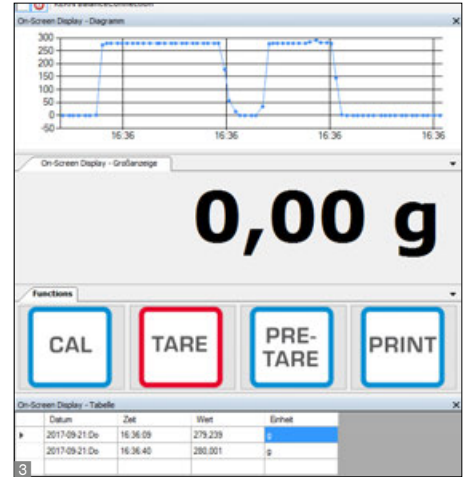 KERN BalanceConnection
On-Screen Display - Diagramm
300
250
200
150
100
50
0
-50
16:36 16:36 16:36 16:36
On-Screen Display - Großanzeige
0,00 g
Functions
CAL TARE PRE-TARE PRINT
On-Screen Display - Tabelle
Datum Zeit Wert Einheit
2017-09-21:Do 16:36:09 279,239 g
2017-09-21:Do 16:36:40 280,001 g
3